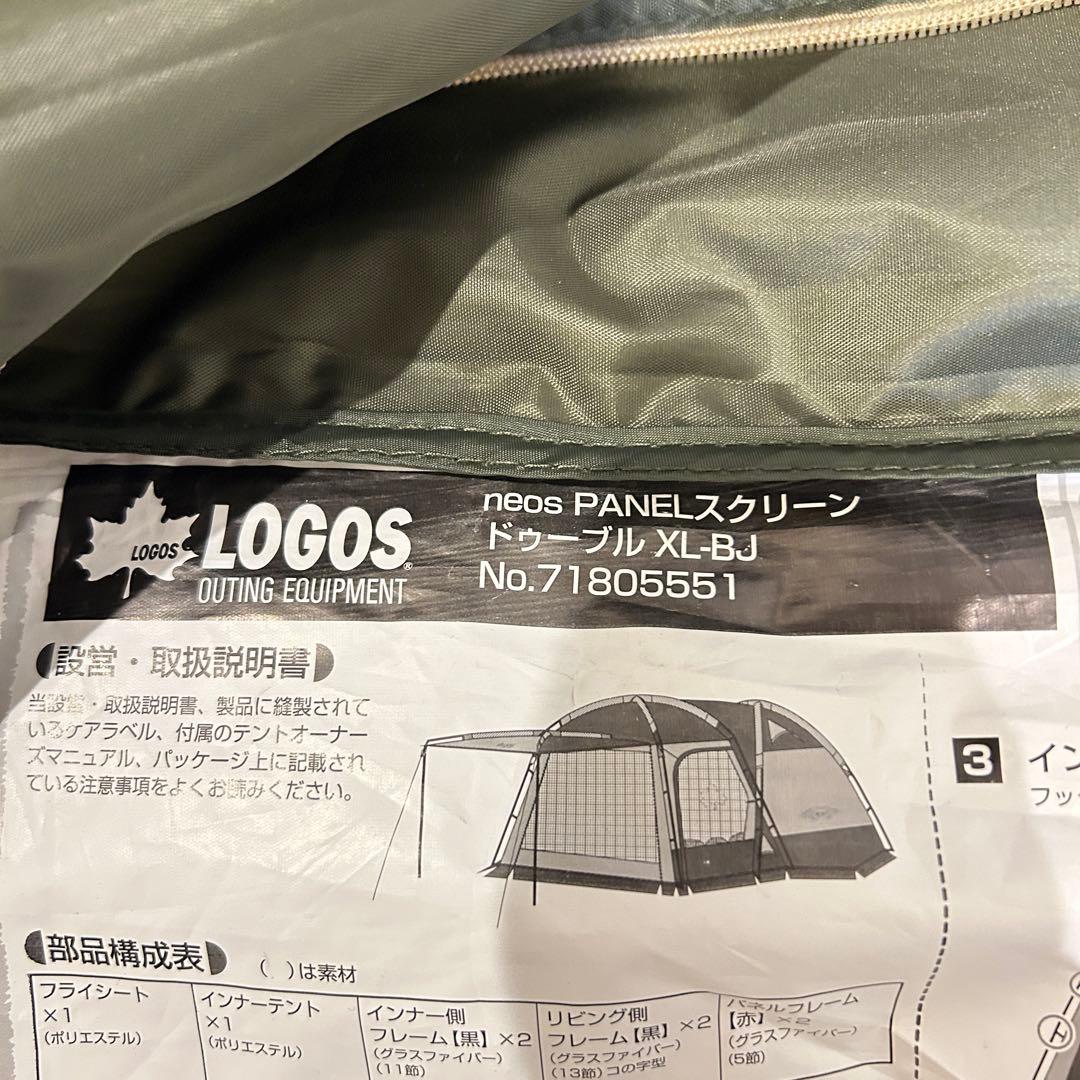 LOGOS
LOGOS®
OUTING EQUIPMENT
neos PANELスクリーン
ドゥーブル XL-BJ
No.71805551
設営・取扱説明書
当設営・取扱説明書、製品に縫製されて
いるケアラベル、付属のテントオーナー
ズマニュアル、パッケージ上に記載され
ている注意事項をよくお読みください。
3 イン
フッ
部品構成表 ( )は素材
フライシート
×1
(ポリエステル)
インナーテント
×1
(ポリエステル)
インナー側
フレーム【黒】×2
(グラスファイバー)
(11節)
リビング側
フレーム【黒】×2
(グラスファイバー)
(13節)コの字型
パネルフレーム
【赤】×2
(グラスファイバー)
(5節)
H